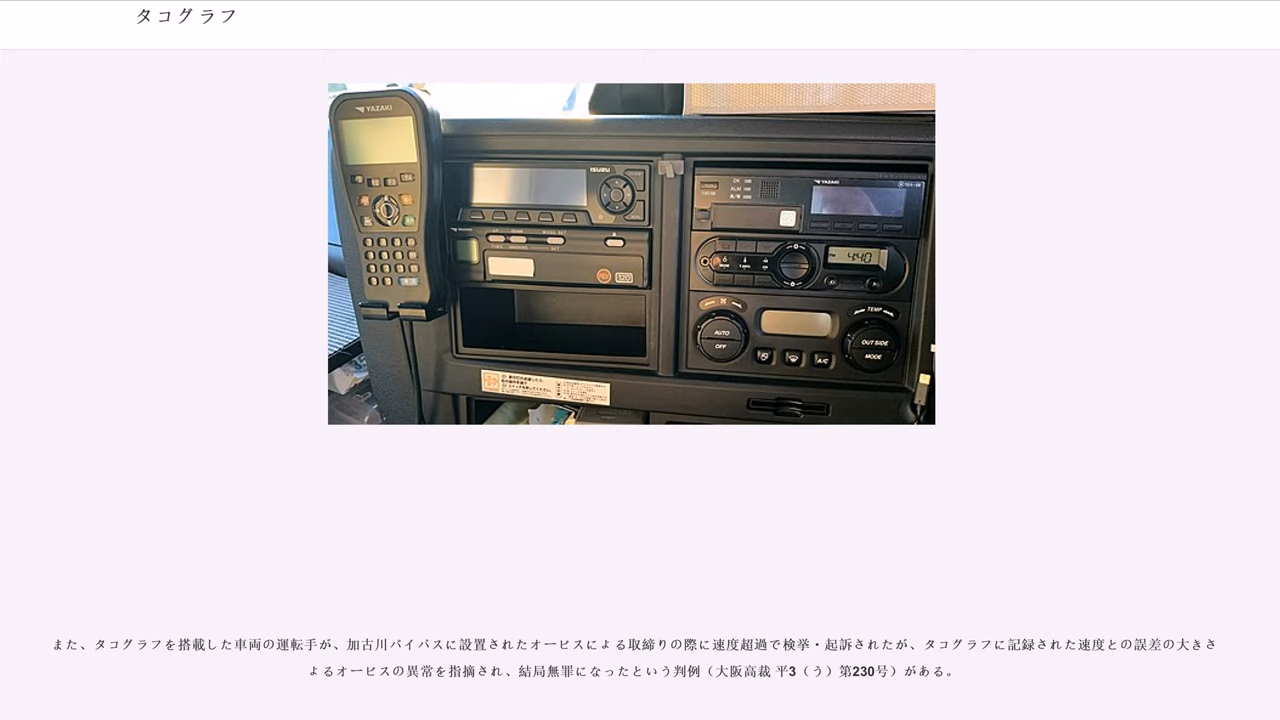 タコグラフ
YAZAKI
ISUZU
YAZAKI
YAZAKI
4:40
REV
120
AUTO
OFF
TEMP
OUT SIDE
MODE
A/C
また、タコグラフを搭載した車両の運転手が、加古川バイパスに設置されたオービスによる取締りの際に速度超過で検挙・起訴されたが、タコグラフに記録された速度との誤差の大きさ
よるオービスの異常を指摘され、結局無罪になったという判例（大阪高裁 平3（う）第230号）がある。